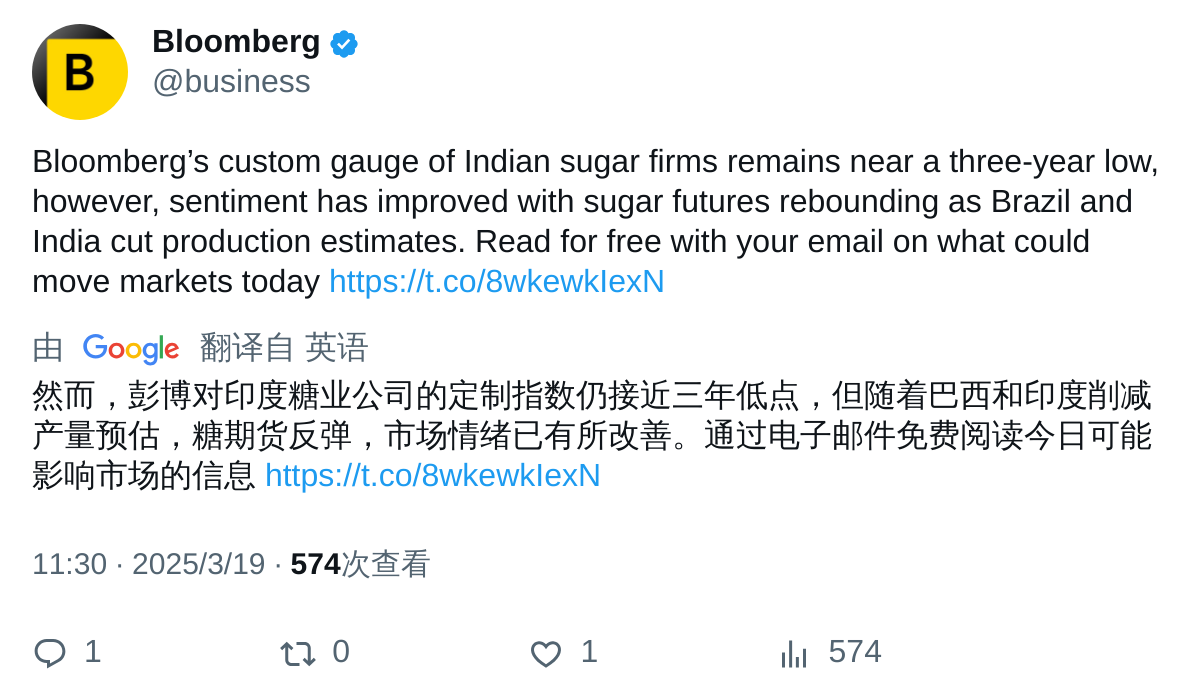 B
Bloomberg
@business
Bloomberg’s custom gauge of Indian sugar firms remains near a three-year low,
however, sentiment has improved with sugar futures rebounding as Brazil and
India cut production estimates. Read for free with your email on what could
move markets today https://t.co/8wkewkIexN
由 Google 翻译自 英语
然而，彭博对印度糖业公司的定制指数仍接近三年低点，但随着巴西和印度削减
产量预估，糖期货反弹，市场情绪已有所改善。通过电子邮件免费阅读今日可能
影响市场的信息 https://t.co/8wkewkIexN
11:30 · 2025/3/19 · 574次查看
1 0 1 574